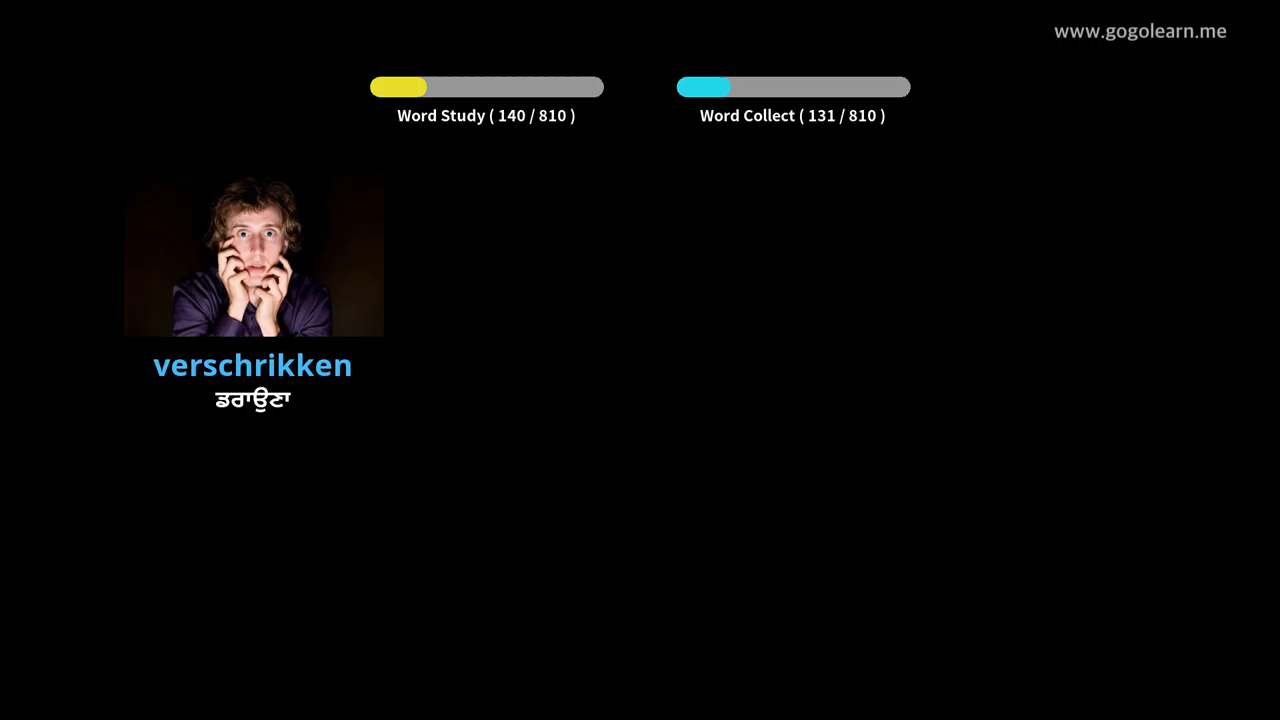 www.gogolearn.me
Word Study ( 140 / 810 )
Word Collect ( 131 / 810 )
verschrikken
ਡਰਾਉਣਾ